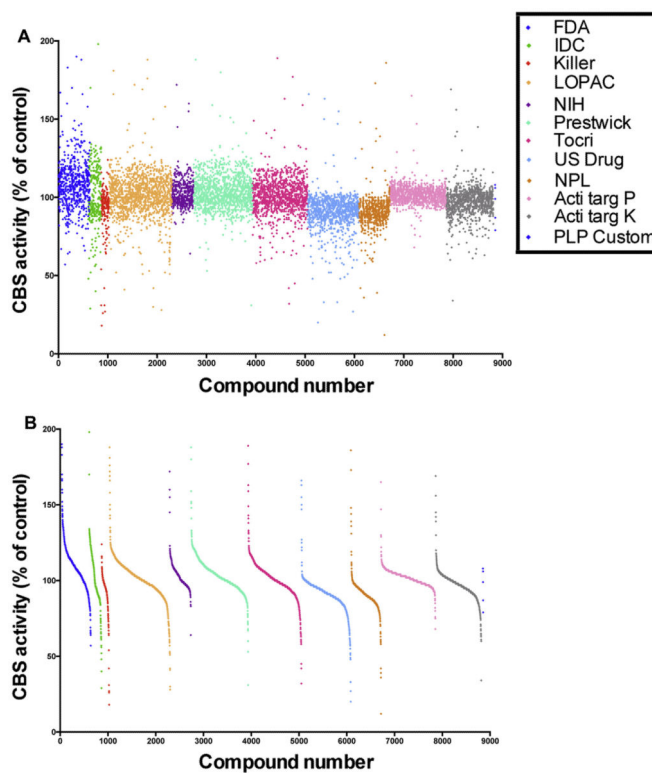 A
CBS activity (% of control)
200
150
100
50
0
0 1000 2000 3000 4000 5000 6000 7000 8000 9000
Compound number
FDA
IDC
Killer
LOPAC
NIH
Prestwick
Tocri
US Drug
NPL
Acti targ P
Acti targ K
PLP Custom
B
CBS activity (% of control)
200
150
100
50
0
0 1000 2000 3000 4000 5000 6000 7000 8000 9000
Compound number